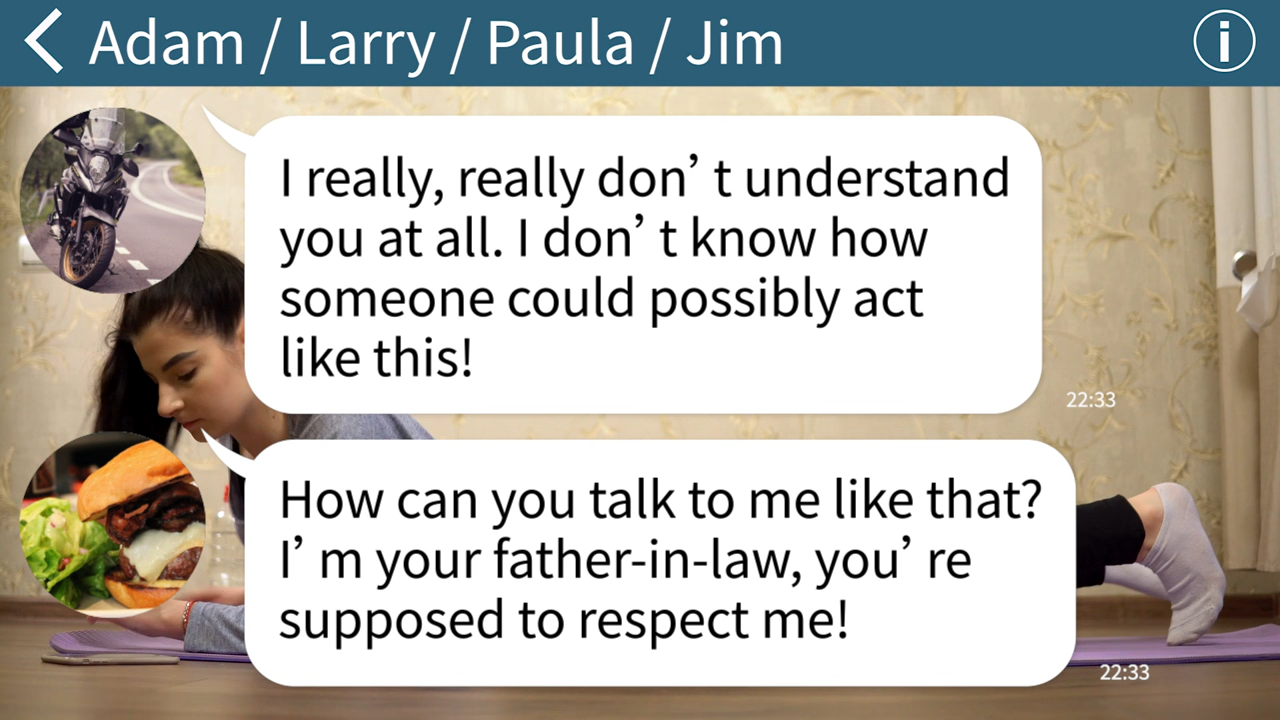 Adam / Larry / Paula / Jim
I really, really don’ t understand
you at all. I don’ t know how
someone could possibly act
like this!
22:33
How can you talk to me like that?
I’ m your father-in-law, you’ re
supposed to respect me!
22:33